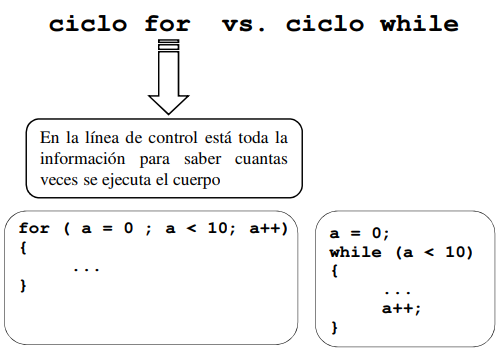 ciclo for vs. ciclo while
En la línea de control está toda la
información para saber cuantas
veces se ejecuta el cuerpo
for ( a = 0 ; a < 10; a++)
{
...
}
a = 0;
while (a < 10)
{
...
a++;
}